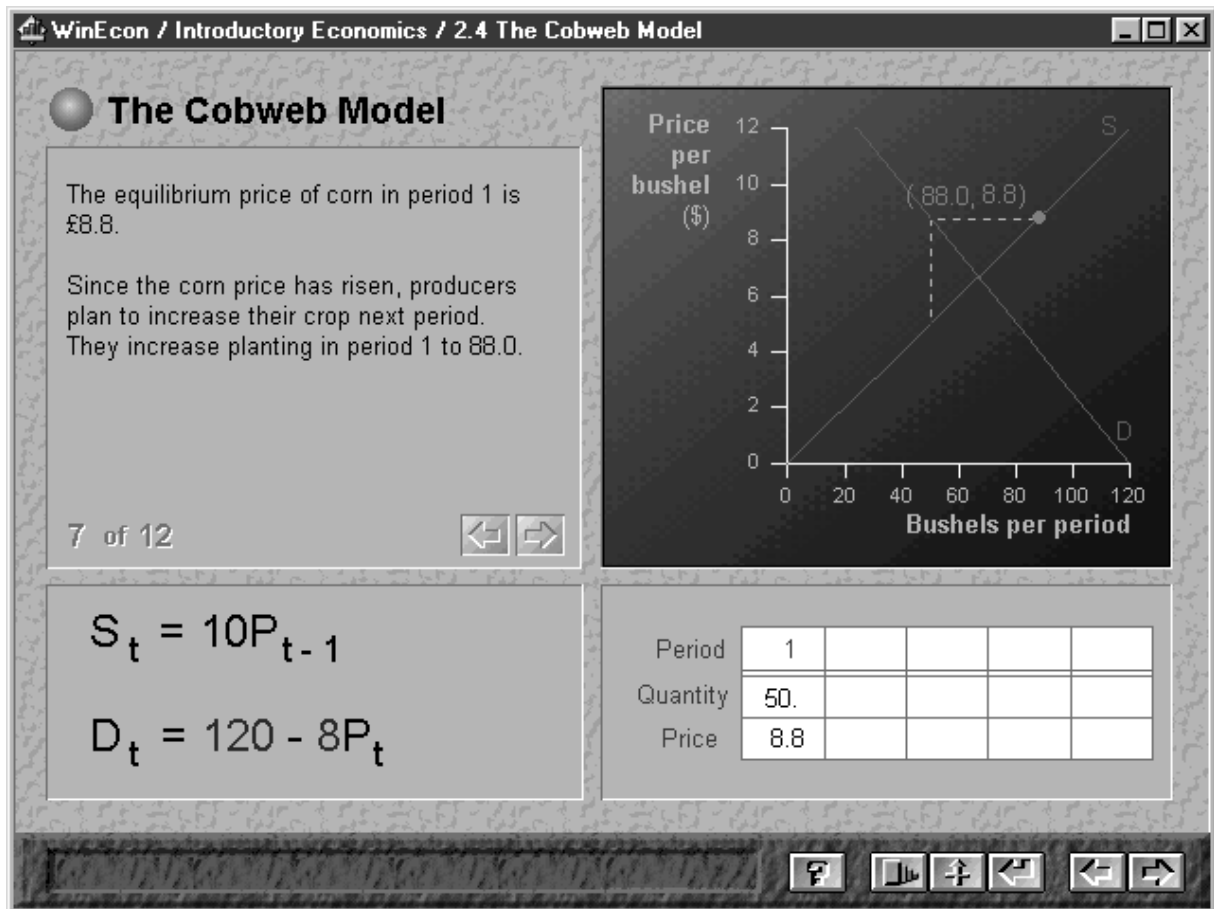 WinEcon / Introductory Economics / 2.4 The Cobweb Model
The Cobweb Model
The equilibrium price of corn in period 1 is
£8.8.
Since the corn price has risen, producers
plan to increase their crop next period.
They increase planting in period 1 to 88.0.
7 of 12
Price
per
bushel
($)
12
10
8
6
4
2
0
S
(88.0, 8.8)
D
0 20 40 60 80 100 120
Bushels per period
S t = 10P t - 1
D t = 120 - 8P t
Period 1
Quantity 50.
Price 8.8
?